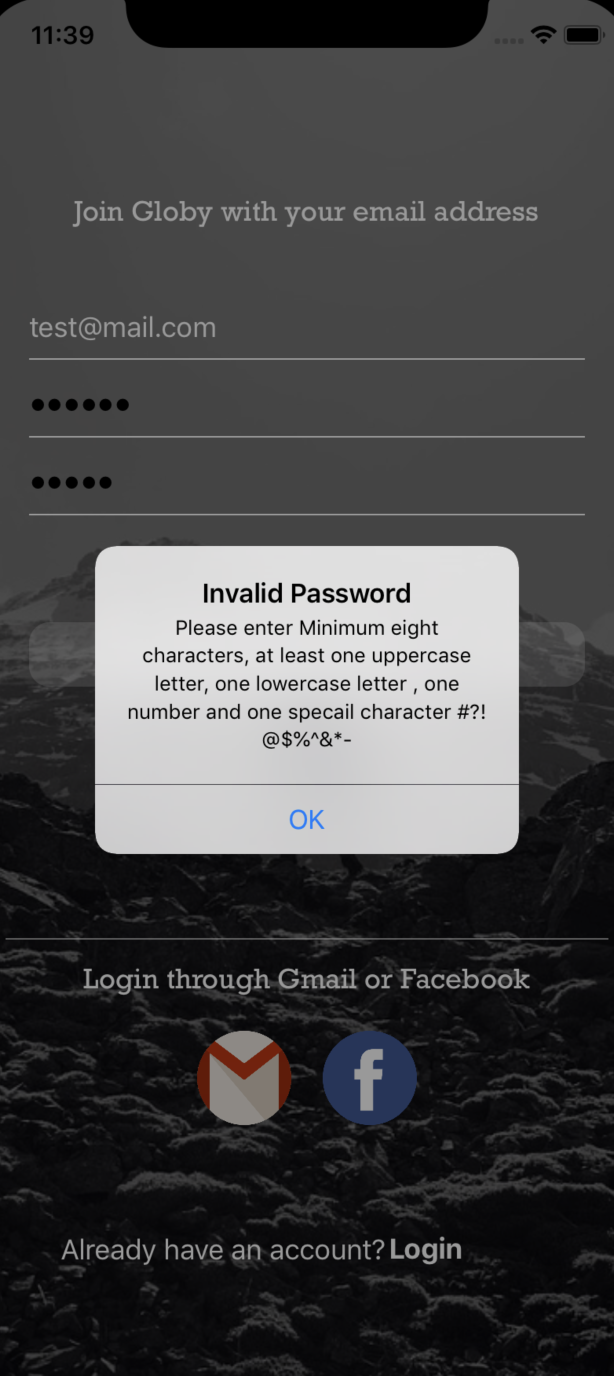 11:39
Join Globy with your email address
test@mail.com
●●●●●●
●●●●●
Invalid Password
Please enter Minimum eight
characters, at least one uppercase
letter, one lowercase letter , one
number and one specail character #?!
@$%^&*-
OK
Login through Gmail or Facebook
f
Already have an account? Login